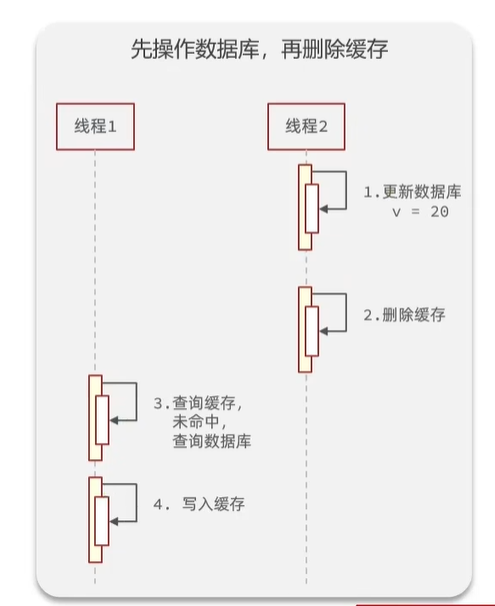 先操作数据库，再删除缓存
线程1
线程2
1.更新数据库
v = 20
2.删除缓存
3.查询缓存，
未命中，
查询数据库
4. 写入缓存